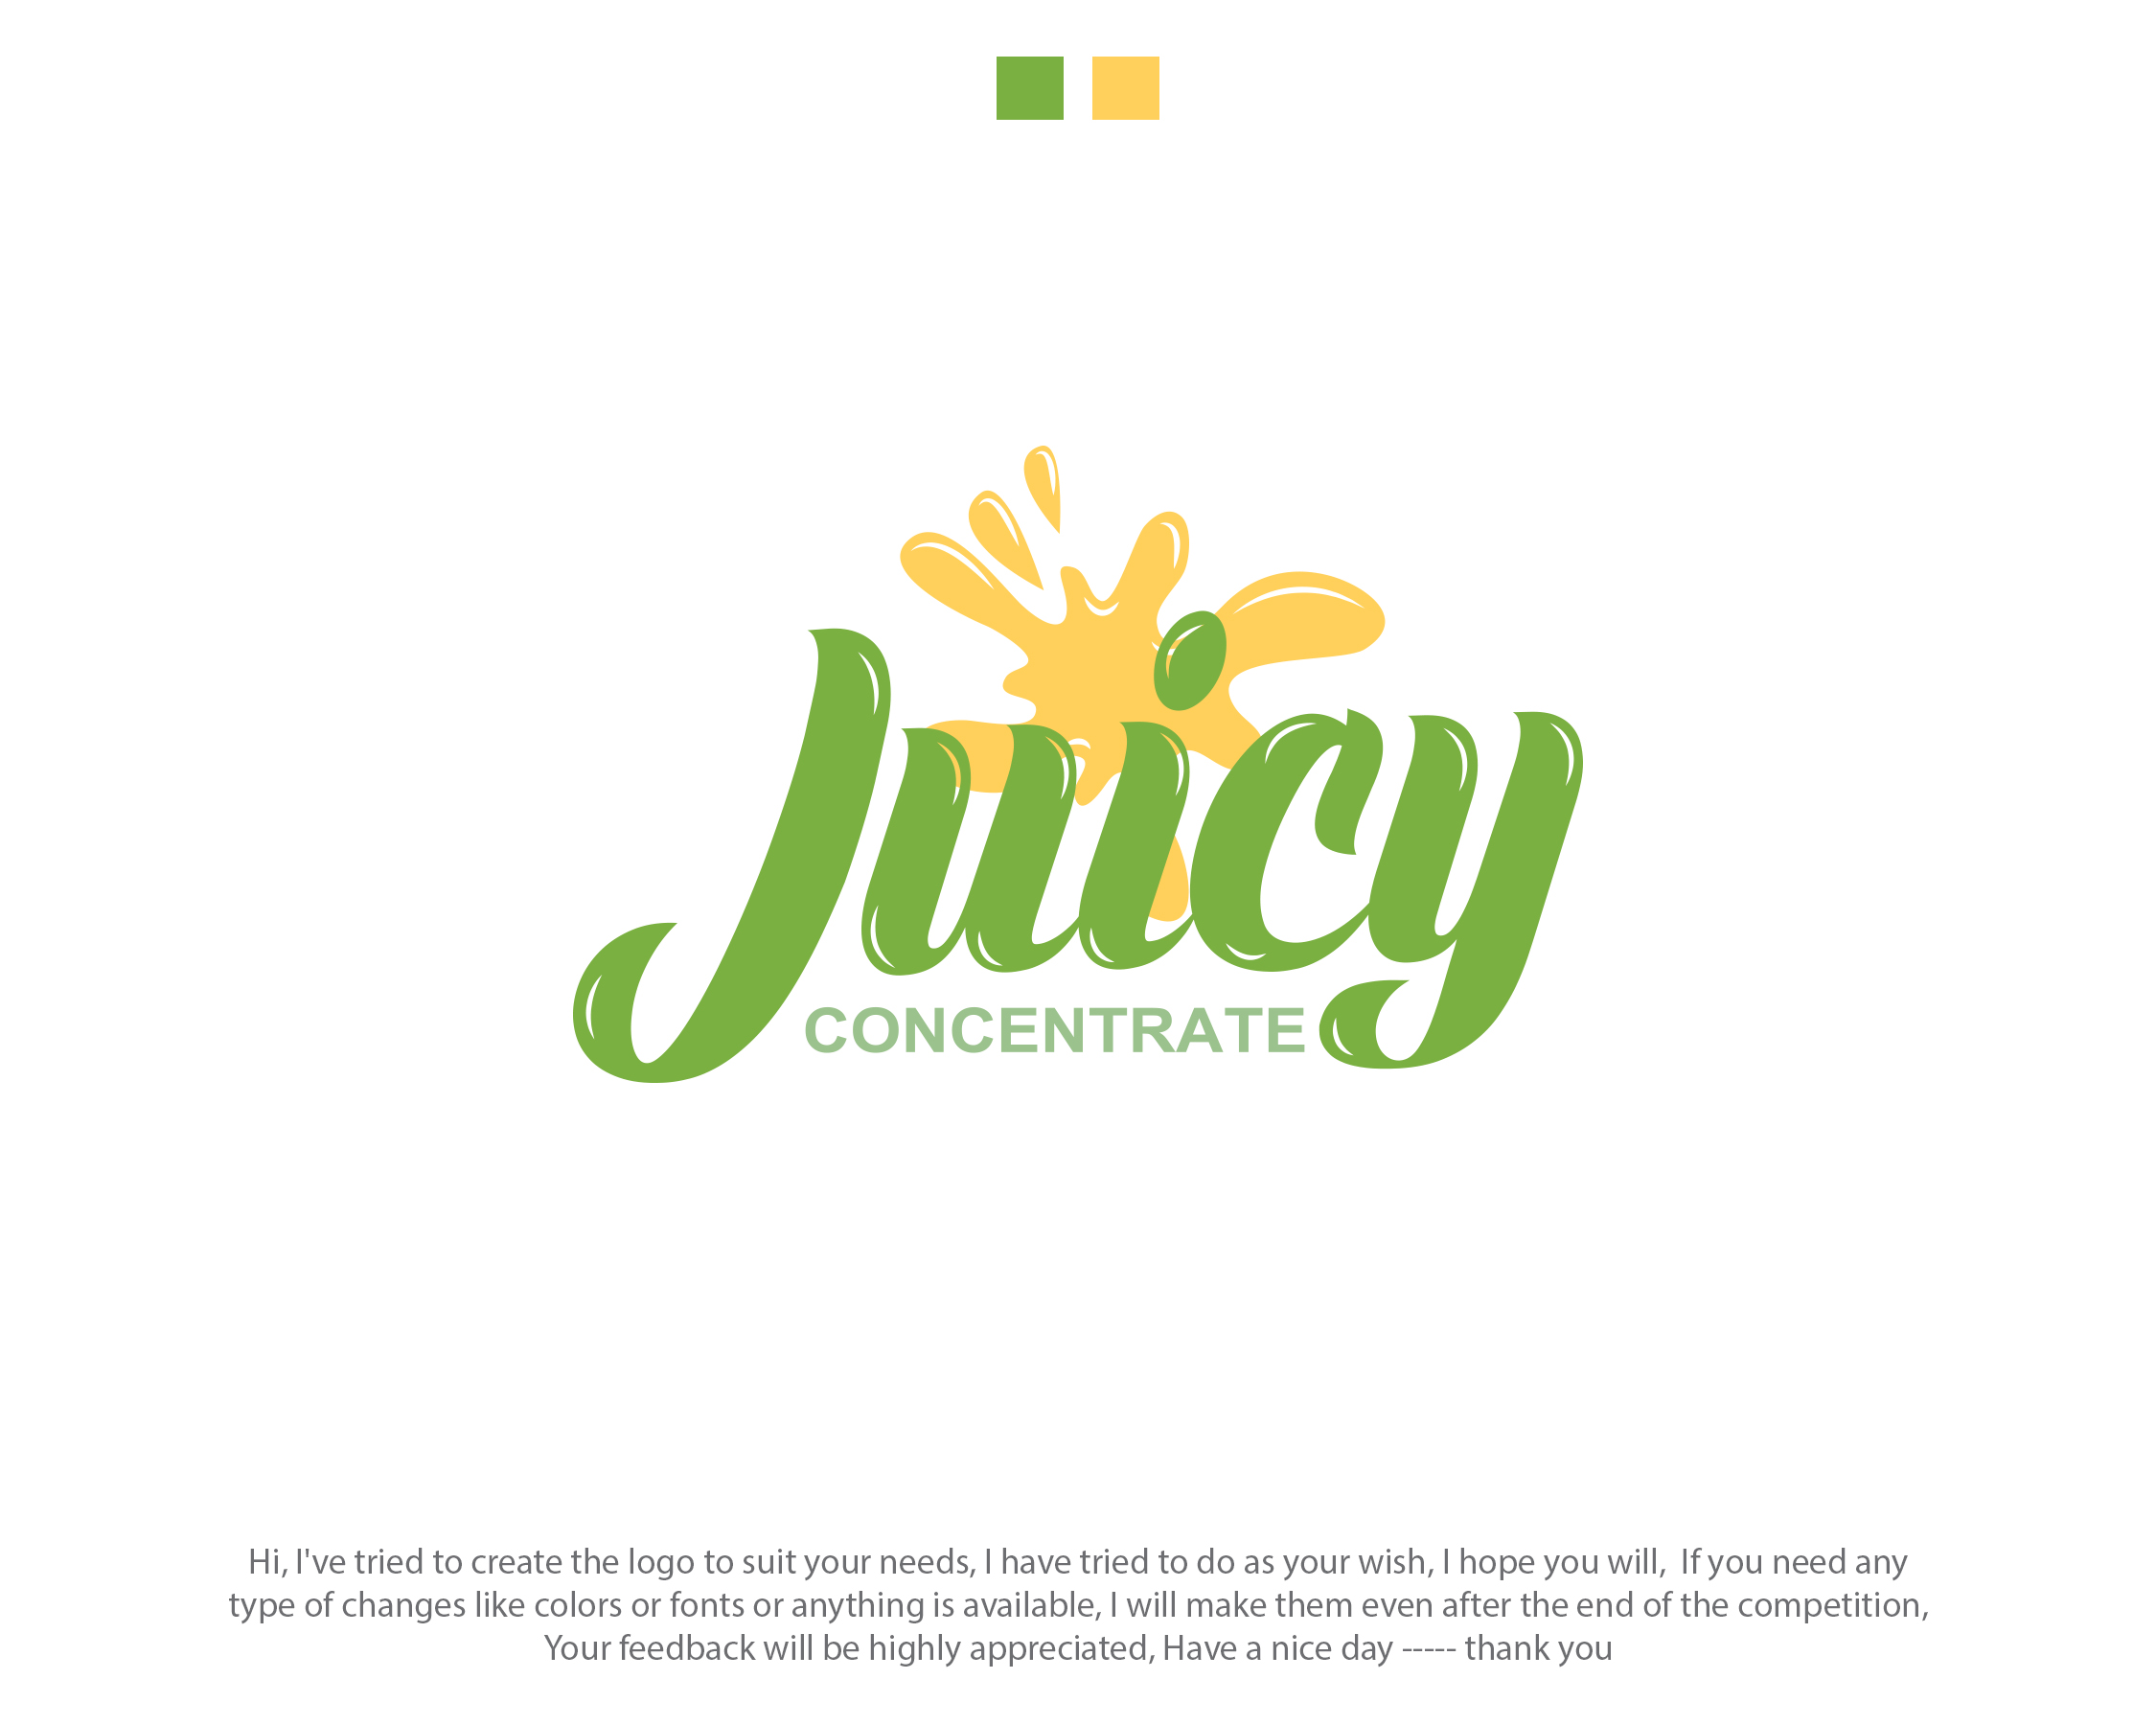 Juicy
CONCENTRATE
Hi, I've tried to create the logo to suit your needs, I have tried to do as your wish, I hope you will,  If you need any
type of changes like colors or fonts or anything is available, I will make them even after the end of the competition,
Your feedback will be highly appreciated, Have a nice day ----- thank you